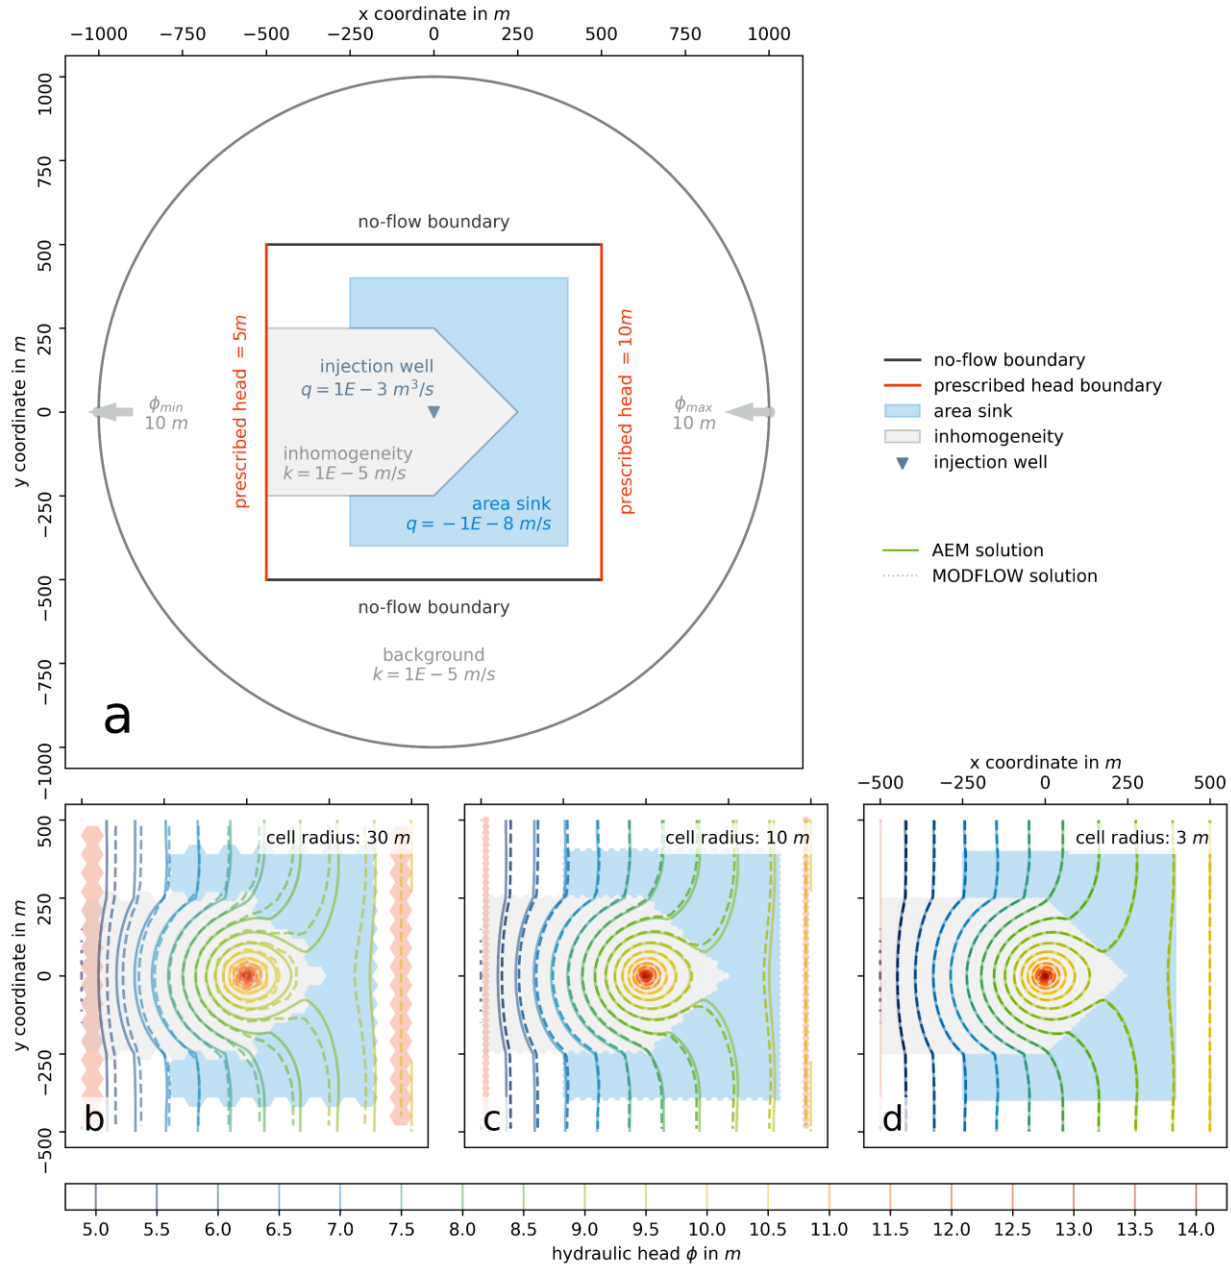 x coordinate in m
−1000 −750 −500 −250 0 250 500 750 1000
y coordinate in m
1000
750
500
250
0
−250
−500
−750
−1000
no-flow boundary
prescribed head = 5m
prescribed head = 10m
injection well
q = 1E − 3 m³/s
ϕmin
10 m
ϕmax
10 m
inhomogeneity
k = 1E − 5 m/s
area sink
q = −1E − 8 m/s
no-flow boundary
background
k = 1E − 5 m/s
a
no-flow boundary
prescribed head boundary
area sink
inhomogeneity
injection well
AEM solution
MODFLOW solution
x coordinate in m
−500 −250 0 250 500
y coordinate in m
500
250
0
−250
−500
cell radius: 30 m
b
cell radius: 10 m
c
cell radius: 3 m
d
5.0 5.5 6.0 6.5 7.0 7.5 8.0 8.5 9.0 9.5 10.0 10.5 11.0 11.5 12.0 12.5 13.0 13.5 14.0
hydraulic head ϕ in m